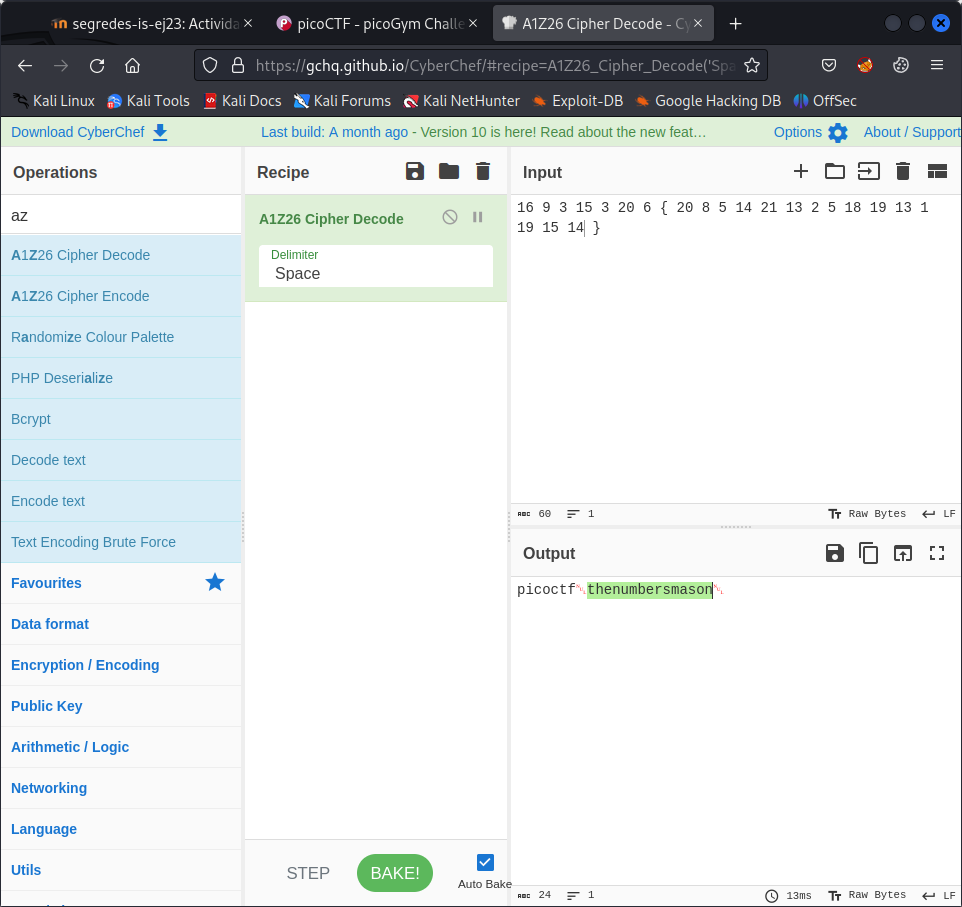 segredes-is-ej23: Activida
picoCTF - picoGym Challe
A1Z26 Cipher Decode - Cy
https://gchq.github.io/CyberChef/#recipe=A1Z26_Cipher_Decode('Spa
Kali Linux Kali Tools Kali Docs Kali Forums Kali NetHunter Exploit-DB Google Hacking DB OffSec
Download CyberChef Last build: A month ago - Version 10 is here! Read about the new feat… Options About / Support
Operations
az
A1Z26 Cipher Decode
A1Z26 Cipher Encode
Randomize Colour Palette
PHP Deserialize
Bcrypt
Decode text
Encode text
Text Encoding Brute Force
Favourites
Data format
Encryption / Encoding
Public Key
Arithmetic / Logic
Networking
Language
Utils
Recipe
A1Z26 Cipher Decode
Delimiter
Space
STEP
BAKE!
Auto Bake
Input
16 9 3 15 3 20 6 { 20 8 5 14 21 13 2 5 18 19 13 1
19 15 14 }
ABC 60 1 Raw Bytes LF
Output
picoctf thenumbersmason
ABC 24 1 13ms Raw Bytes LF